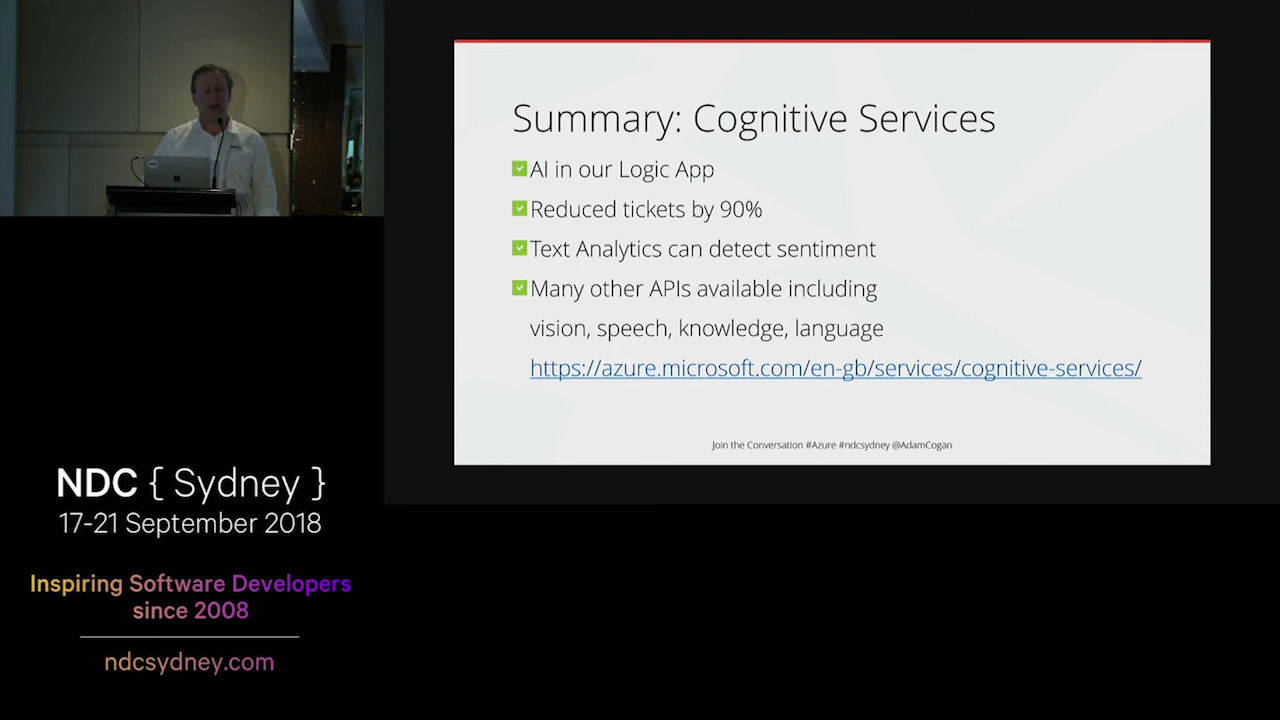 Summary: Cognitive Services
AI in our Logic App
Reduced tickets by 90%
Text Analytics can detect sentiment
Many other APIs available including
vision, speech, knowledge, language
https://azure.microsoft.com/en-gb/services/cognitive-services/
Join the Conversation #Azure #ndcsydney @AdamCogan
NDC { Sydney }
17-21 September 2018
Inspiring Software Developers
since 2008
ndcsydney.com